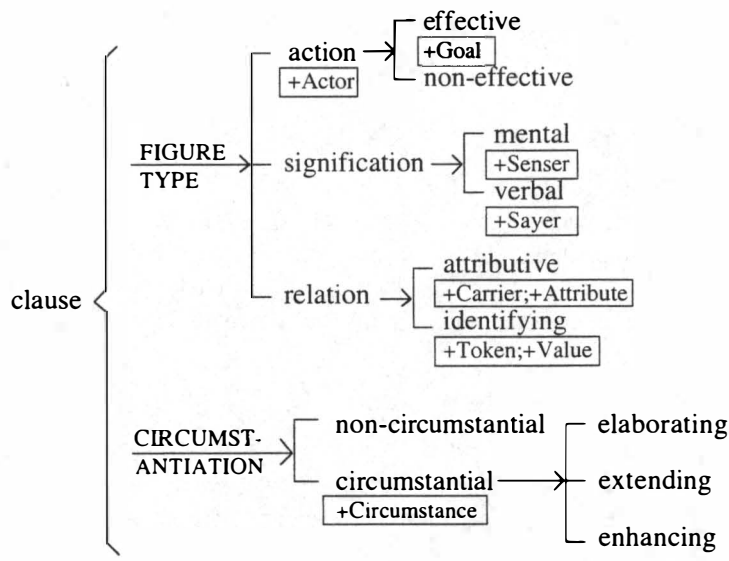 effective
action
+Goal
+Actor
non-effective
mental
FIGURE
TYPE
signification
+Senser
verbal
+Sayer
attributive
clause
relation
+Carrier;+Attribute
identifying
+Token;+Value
non-circumstantial
elaborating
CIRCUMST-
ANTIATION
circumstantial
extending
+Circumstance
enhancing